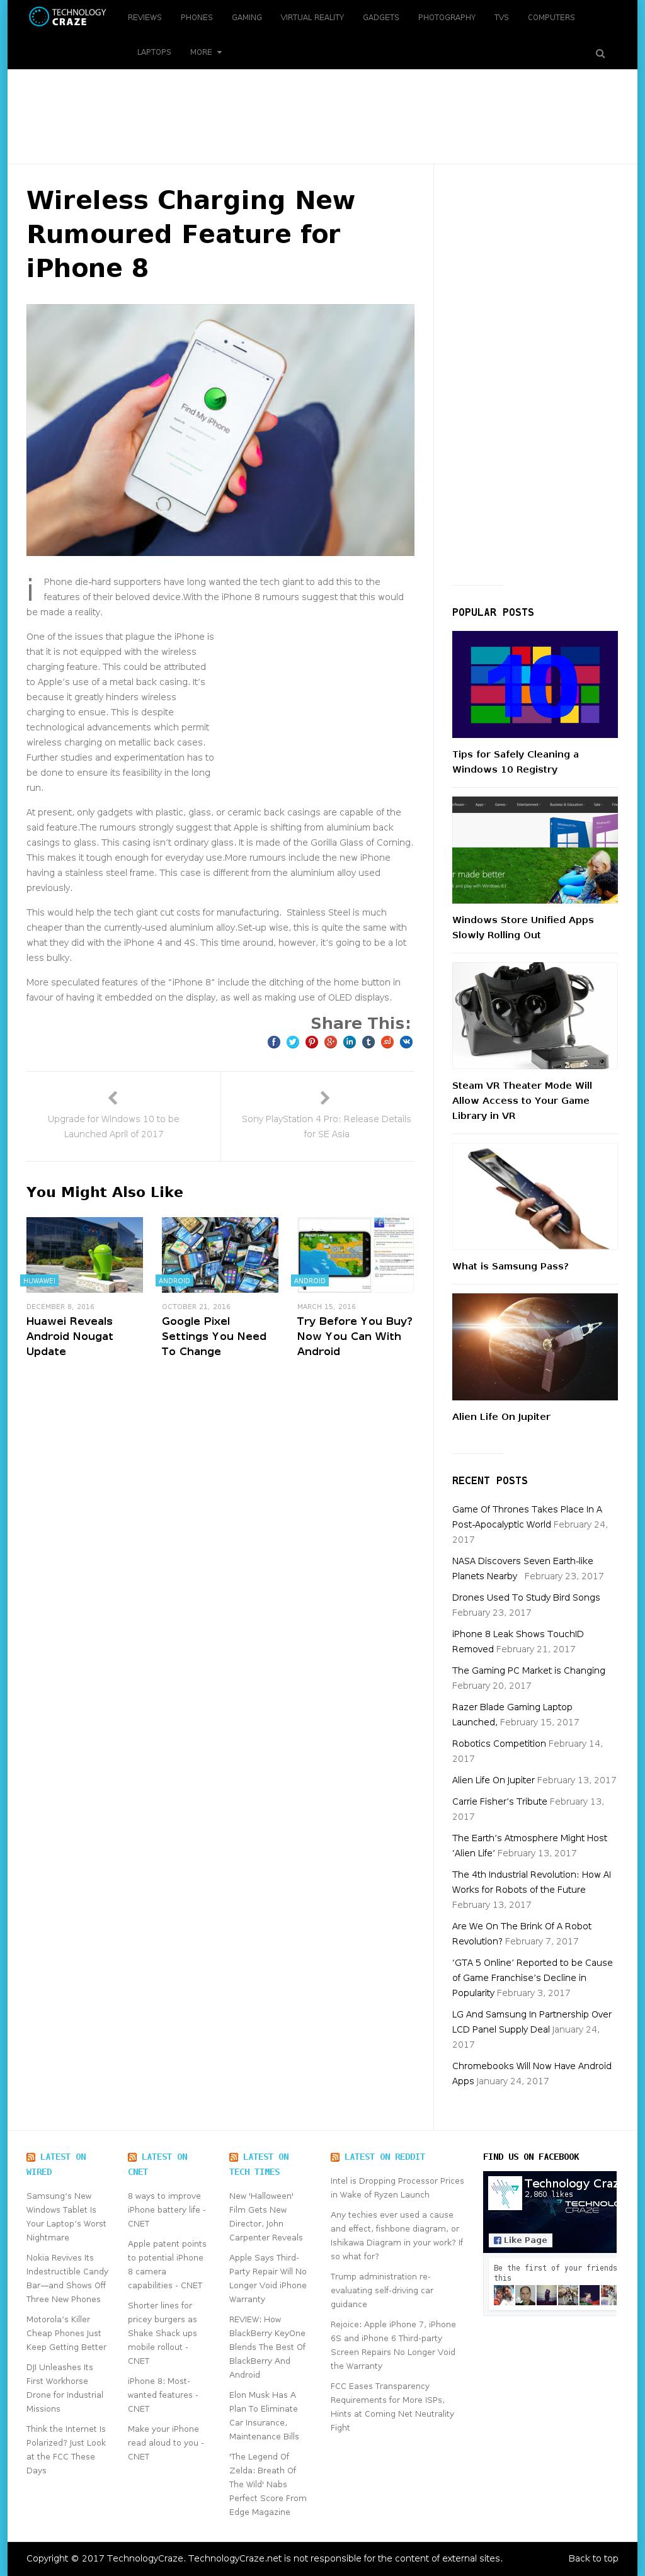 TECHNOLOGY
CRAZE
REVIEWS
PHONES
GAMING
VIRTUAL REALITY
GADGETS
PHOTOGRAPHY
TVS
COMPUTERS
LAPTOPS
MORE
Wireless Charging New
Rumoured Feature for
iPhone 8
Find My iPhone
iPhone die-hard supporters have long wanted the tech giant to add this to the
features of their beloved device.With the iPhone 8 rumours suggest that this would
be made a reality.
One of the issues that plague the iPhone is
that it is not equipped with the wireless
charging feature. This could be attributed
to Apple's use of a metal back casing. It's
because it greatly hinders wireless
charging to ensue. This is despite
technological advancements which permit
wireless charging on metallic back cases.
Further studies and experimentation has to
be done to ensure its feasibility in the long
run.
At present, only gadgets with plastic, glass, or ceramic back casings are capable of the
said feature.The rumours strongly suggest that Apple is shifting from aluminium back
casings to glass. This casing isn't ordinary glass. It is made of the Gorilla Glass of Corning.
This makes it tough enough for everyday use.More rumours include the new iPhone
having a stainless steel frame. This case is different from the aluminium alloy used
previously.
This would help the tech giant cut costs for manufacturing.  Stainless Steel is much
cheaper than the currently-used aluminium alloy.Set-up wise, this is quite the same with
what they did with the iPhone 4 and 4S. This time around, however, it's going to be a lot
less bulky.
More speculated features of the "iPhone 8" include the ditching of the home button in
favour of having it embedded on the display, as well as making use of OLED displays.
Share This:
Upgrade for Windows 10 to be
Launched April of 2017
Sony PlayStation 4 Pro: Release Details
for SE Asia
You Might Also Like
HUWAWEI
DECEMBER 8, 2016
Huawei Reveals
Android Nougat
Update
ANDROID
OCTOBER 21, 2016
Google Pixel
Settings You Need
To Change
ANDROID
MARCH 15, 2016
Try Before You Buy?
Now You Can With
Android
POPULAR POSTS
10
Tips for Safely Cleaning a
Windows 10 Registry
Apps
Games
Entertainment
Business & Education
Sale
r made better
Windows Store Unified Apps
Slowly Rolling Out
Steam VR Theater Mode Will
Allow Access to Your Game
Library in VR
What is Samsung Pass?
Alien Life On Jupiter
RECENT POSTS
Game Of Thrones Takes Place In A
Post-Apocalyptic World February 24,
2017
NASA Discovers Seven Earth-like
Planets Nearby   February 23, 2017
Drones Used To Study Bird Songs
February 23, 2017
iPhone 8 Leak Shows TouchID
Removed February 21, 2017
The Gaming PC Market is Changing
February 20, 2017
Razer Blade Gaming Laptop
Launched, February 15, 2017
Robotics Competition February 14,
2017
Alien Life On Jupiter February 13, 2017
Carrie Fisher's Tribute February 13,
2017
The Earth's Atmosphere Might Host
'Alien Life' February 13, 2017
The 4th Industrial Revolution: How AI
Works for Robots of the Future
February 13, 2017
Are We On The Brink Of A Robot
Revolution? February 7, 2017
'GTA 5 Online' Reported to be Cause
of Game Franchise's Decline in
Popularity February 3, 2017
LG And Samsung In Partnership Over
LCD Panel Supply Deal January 24,
2017
Chromebooks Will Now Have Android
Apps January 24, 2017
LATEST ON
WIRED
Samsung's New
Windows Tablet Is
Your Laptop's Worst
Nightmare
Nokia Revives Its
Indestructible Candy
Bar—and Shows Off
Three New Phones
Motorola's Killer
Cheap Phones Just
Keep Getting Better
DJI Unleashes Its
First Workhorse
Drone for Industrial
Missions
Think the Internet Is
Polarized? Just Look
at the FCC These
Days
LATEST ON
CNET
8 ways to improve
iPhone battery life -
CNET
Apple patent points
to potential iPhone
8 camera
capabilities - CNET
Shorter lines for
pricey burgers as
Shake Shack ups
mobile rollout -
CNET
iPhone 8: Most-
wanted features -
CNET
Make your iPhone
read aloud to you -
CNET
LATEST ON
TECH TIMES
New 'Halloween'
Film Gets New
Director, John
Carpenter Reveals
Apple Says Third-
Party Repair Will No
Longer Void iPhone
Warranty
REVIEW: How
BlackBerry KeyOne
Blends The Best Of
BlackBerry And
Android
Elon Musk Has A
Plan To Eliminate
Car Insurance,
Maintenance Bills
'The Legend Of
Zelda: Breath Of
The Wild' Nabs
Perfect Score From
Edge Magazine
LATEST ON REDDIT
Intel is Dropping Processor Prices
in Wake of Ryzen Launch
Any techies ever used a cause
and effect, fishbone diagram, or
Ishikawa Diagram in your work? If
so what for?
Trump administration re-
evaluating self-driving car
guidance
Rejoice: Apple iPhone 7, iPhone
6S and iPhone 6 Third-party
Screen Repairs No Longer Void
the Warranty
FCC Eases Transparency
Requirements for More ISPs,
Hints at Coming Net Neutrality
Fight
FIND US ON FACEBOOK
Technology Craz
2,860 likes
TECHNOLO
CRAZE
Like Page
Be the first of your friends
this
Copyright © 2017 TechnologyCraze. TechnologyCraze.net is not responsible for the content of external sites.
Back to top